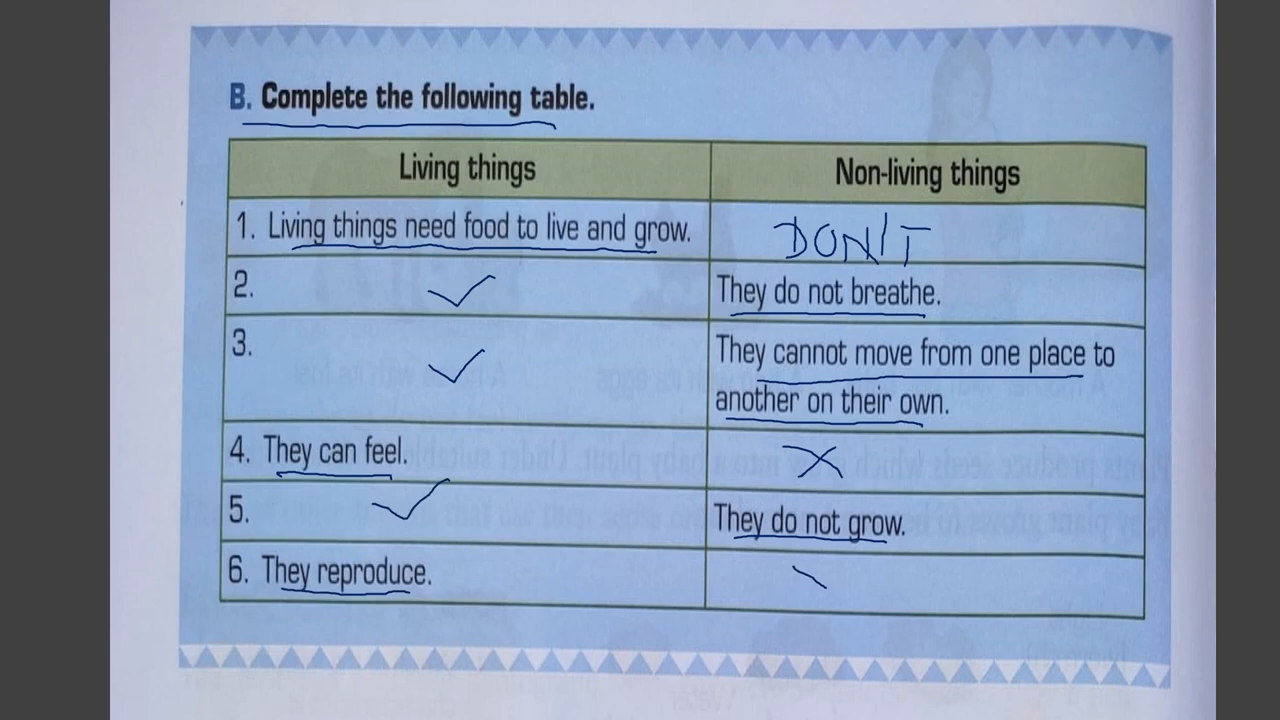 B. Complete the following table.
Living things
Non-living things
1. Living things need food to live and grow.
DON'T
2.
They do not breathe.
3.
They cannot move from one place to
another on their own.
4. They can feel.
5.
They do not grow.
6. They reproduce.